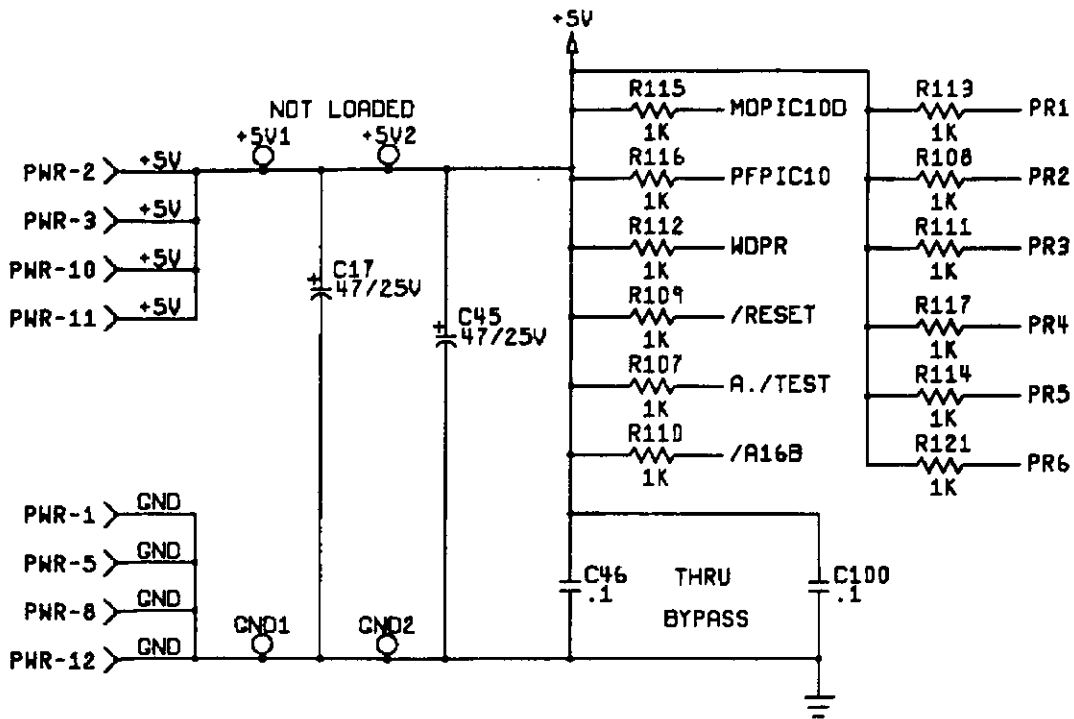 +5V
NOT LOADED
+5V1
+5V2
PWR-2
+5V
PWR-3
+5V
PWR-10
+5V
PWR-11
+5V
C17
47/25V
C45
47/25V
R115
1K
MOPIC10D
R116
1K
PFPIC10
R112
1K
WDPR
R109
1K
/RESET
R107
1K
A./TEST
R110
1K
/A16B
R113
1K
PR1
R108
1K
PR2
R111
1K
PR3
R117
1K
PR4
R114
1K
PR5
R121
1K
PR6
PWR-1
GND
PWR-5
GND
PWR-8
GND
PWR-12
GND
GND1
GND2
C46
.1
THRU
BYPASS
C100
.1